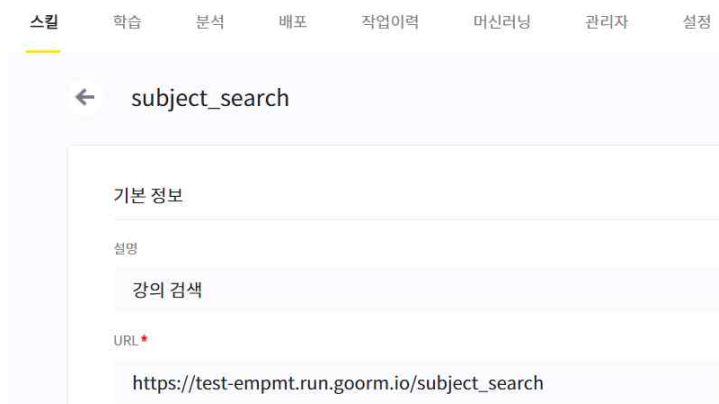 스킬 학습 분석 배포 작업이력 머신러닝 관리자 설정
subject_search
기본 정보
설명
강의 검색
URL *
https://test-empmt.run.goorm.io/subject_search